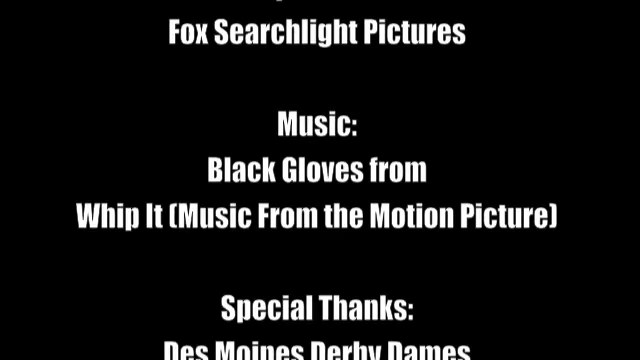 Fox Searchlight Pictures
Music:
Black Gloves from
Whip It (Music From the Motion Picture)
Special Thanks:
Des Moines Derby Dames